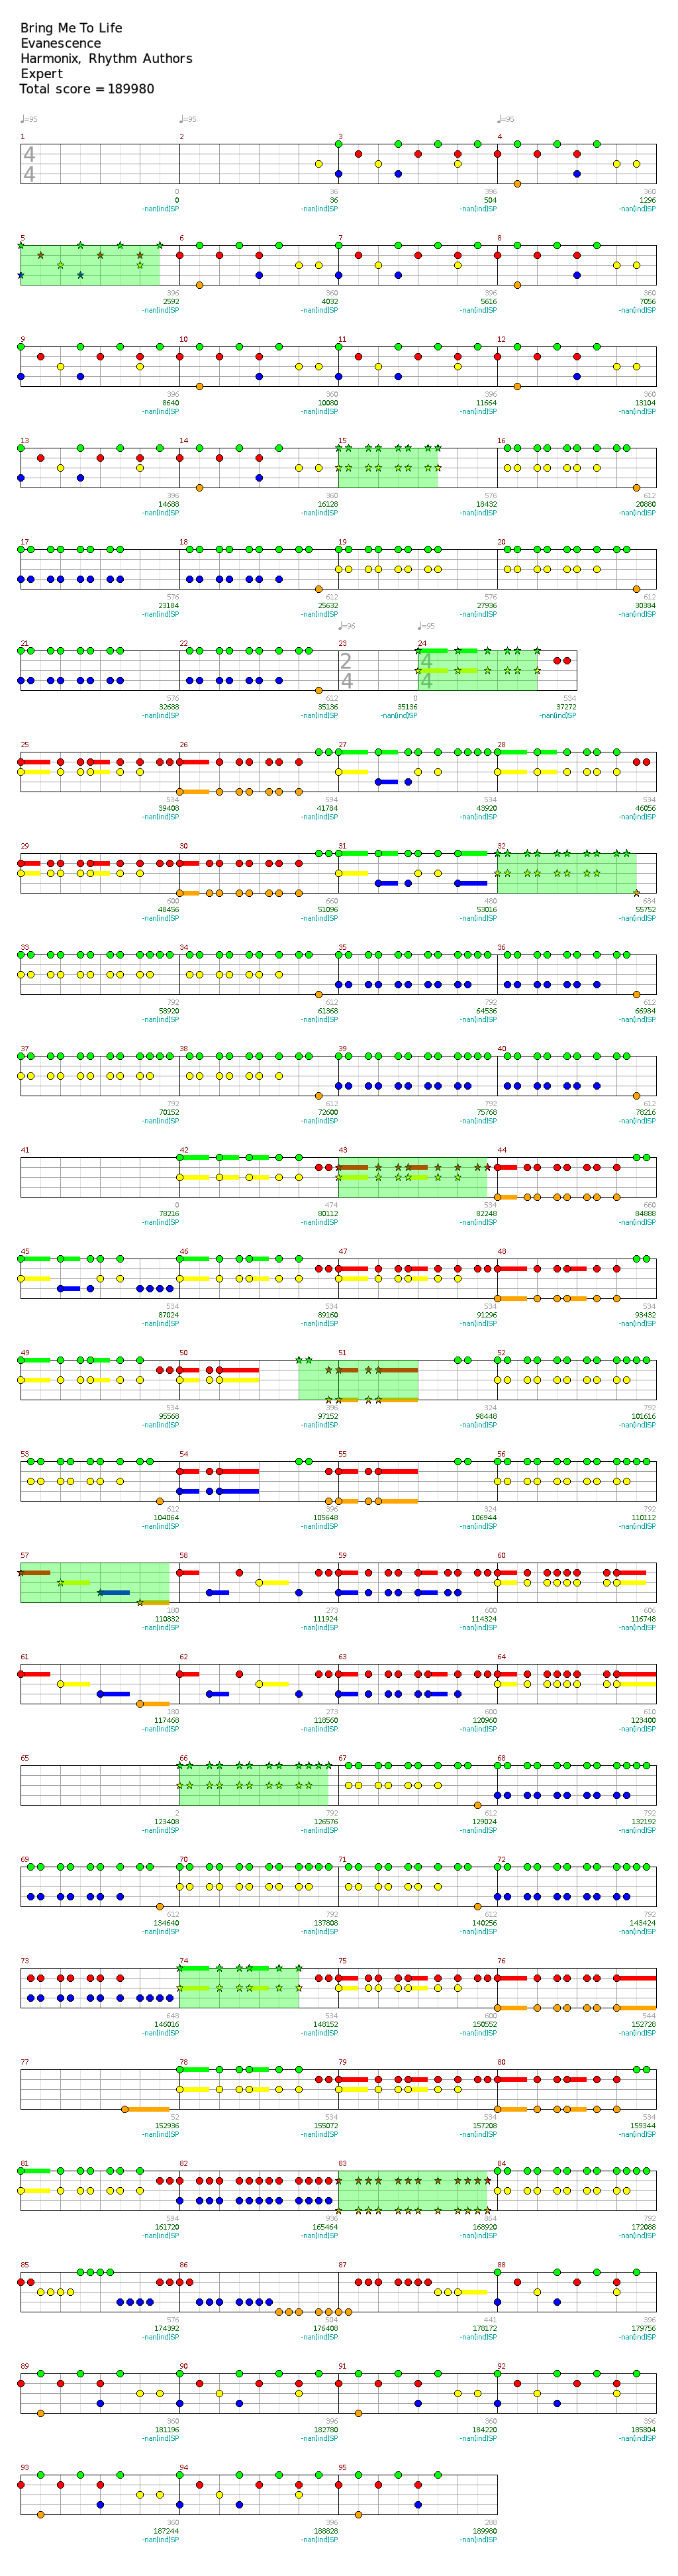 Bring Me To Life
Evanescence
Harmonix, Rhythm Authors
Expert
Total score = 189980
♩=95 ♩=95 ♩=95
1 2 3 4
4
4
0 36 396 360
0 36 504 1296
-nan(ind)SP -nan(ind)SP -nan(ind)SP -nan(ind)SP
5 6 7 8
396 360 396 360
2592 4032 5616 7056
-nan(ind)SP -nan(ind)SP -nan(ind)SP -nan(ind)SP
9 10 11 12
396 360 396 360
8640 10080 11664 13104
-nan(ind)SP -nan(ind)SP -nan(ind)SP -nan(ind)SP
13 14 15 16
396 360 576 612
14688 16128 18432 20880
-nan(ind)SP -nan(ind)SP -nan(ind)SP -nan(ind)SP
17 18 19 20
576 612 576 612
23184 25632 27936 30384
-nan(ind)SP -nan(ind)SP -nan(ind)SP -nan(ind)SP
♩=96 ♩=95
21 22 23 24
2 4
4 4
576 612 0 534
32688 35136 35136 37272
-nan(ind)SP -nan(ind)SP -nan(ind)SP -nan(ind)SP
25 26 27 28
534 594 534 534
39408 41784 43920 46056
-nan(ind)SP -nan(ind)SP -nan(ind)SP -nan(ind)SP
29 30 31 32
600 660 480 684
48456 51096 53016 55752
-nan(ind)SP -nan(ind)SP -nan(ind)SP -nan(ind)SP
33 34 35 36
792 612 792 612
58920 61368 64536 66984
-nan(ind)SP -nan(ind)SP -nan(ind)SP -nan(ind)SP
37 38 39 40
792 612 792 612
70152 72600 75768 78216
-nan(ind)SP -nan(ind)SP -nan(ind)SP -nan(ind)SP
41 42 43 44
0 474 534 660
78216 80112 82248 84888
-nan(ind)SP -nan(ind)SP -nan(ind)SP -nan(ind)SP
45 46 47 48
534 534 534 534
87024 89160 91296 93432
-nan(ind)SP -nan(ind)SP -nan(ind)SP -nan(ind)SP
49 50 51 52
534 396 324 792
95568 97152 98448 101616
-nan(ind)SP -nan(ind)SP -nan(ind)SP -nan(ind)SP
53 54 55 56
612 396 324 792
104064 105648 106944 110112
-nan(ind)SP -nan(ind)SP -nan(ind)SP -nan(ind)SP
57 58 59 60
180 273 600 606
110832 111924 114324 116748
-nan(ind)SP -nan(ind)SP -nan(ind)SP -nan(ind)SP
61 62 63 64
180 273 600 610
117468 118560 120960 123400
-nan(ind)SP -nan(ind)SP -nan(ind)SP -nan(ind)SP
65 66 67 68
2 792 612 792
123408 126576 129024 132192
-nan(ind)SP -nan(ind)SP -nan(ind)SP -nan(ind)SP
69 70 71 72
612 792 612 792
134640 137808 140256 143424
-nan(ind)SP -nan(ind)SP -nan(ind)SP -nan(ind)SP
73 74 75 76
648 534 600 544
146016 148152 150552 152728
-nan(ind)SP -nan(ind)SP -nan(ind)SP -nan(ind)SP
77 78 79 80
52 534 534 534
152936 155072 157208 159344
-nan(ind)SP -nan(ind)SP -nan(ind)SP -nan(ind)SP
81 82 83 84
594 936 864 792
161720 165464 168920 172088
-nan(ind)SP -nan(ind)SP -nan(ind)SP -nan(ind)SP
85 86 87 88
576 504 441 396
174392 176408 178172 179756
-nan(ind)SP -nan(ind)SP -nan(ind)SP -nan(ind)SP
89 90 91 92
360 396 360 396
181196 182780 184220 185804
-nan(ind)SP -nan(ind)SP -nan(ind)SP -nan(ind)SP
93 94 95
360 396 288
187244 188828 189980
-nan(ind)SP -nan(ind)SP -nan(ind)SP